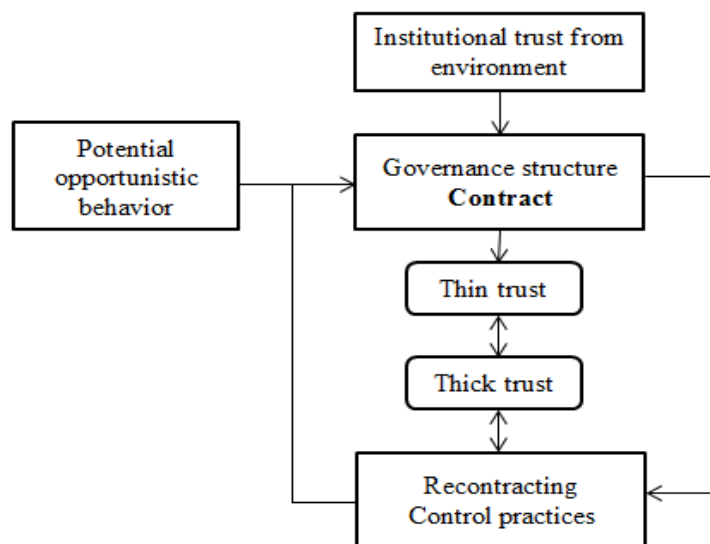 Institutional trust from
environment
Potential
opportunistic
behavior
Governance structure
Contract
Thin trust
Thick trust
Recontracting
Control practices